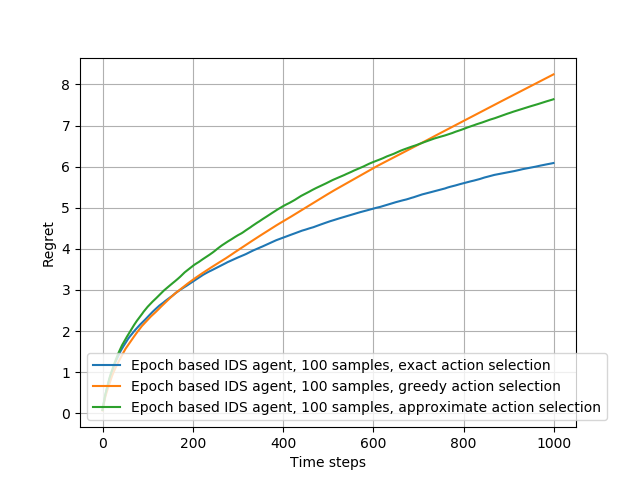 8
7
6
5
4
3
2
1
0
Regret
Epoch based IDS agent, 100 samples, exact action selection
Epoch based IDS agent, 100 samples, greedy action selection
Epoch based IDS agent, 100 samples, approximate action selection
0 200 400 600 800 1000
Time steps